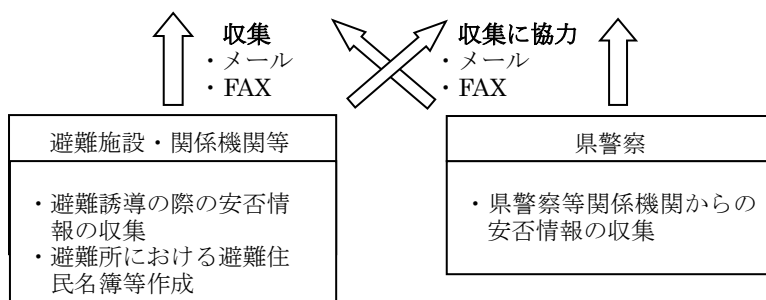 収集
・メール
・FAX
収集に協力
・メール
・FAX
避難施設・関係機関等
・避難誘導の際の安否情
報の収集
・避難所における避難住
民名簿等作成
県警察
・県警察等関係機関からの
安否情報の収集